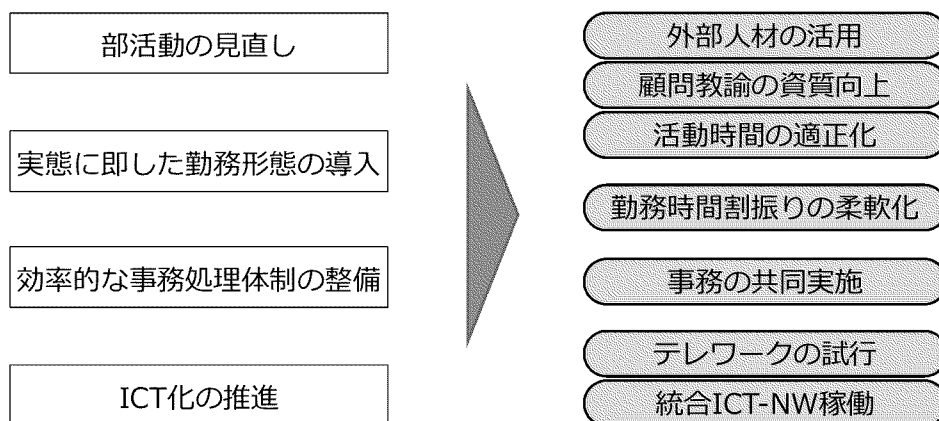 部活動の見直し
実態に即した勤務形態の導入
効率的な事務処理体制の整備
ICT化の推進
外部人材の活用
顧問教諭の資質向上
活動時間の適正化
勤務時間割振りの柔軟化
事務の共同実施
テレワークの試行
統合ICT-NW稼働